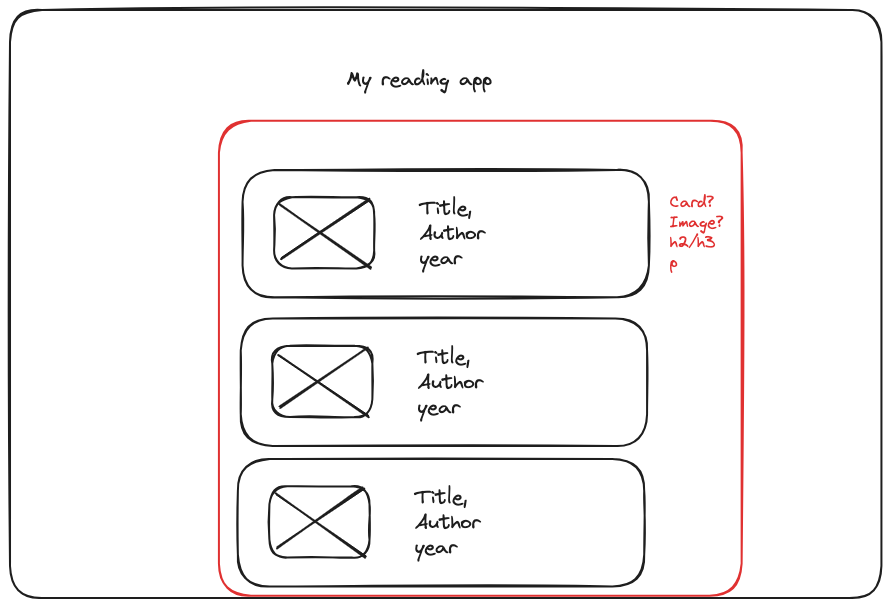 My reading app
Title,
Author
year
Card?
Image?
h2/h3
p
Title,
Author
year
Title,
Author
year